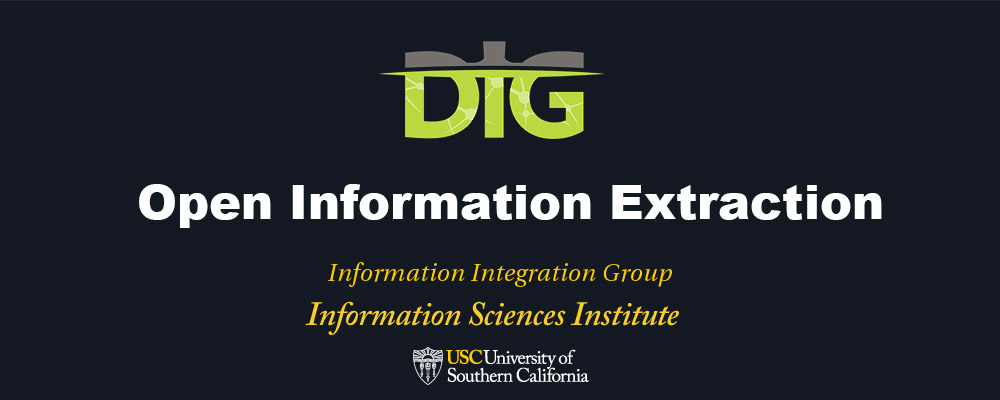 DIG
Open Information Extraction
Information Integration Group
Information Sciences Institute
USC University of
Southern California